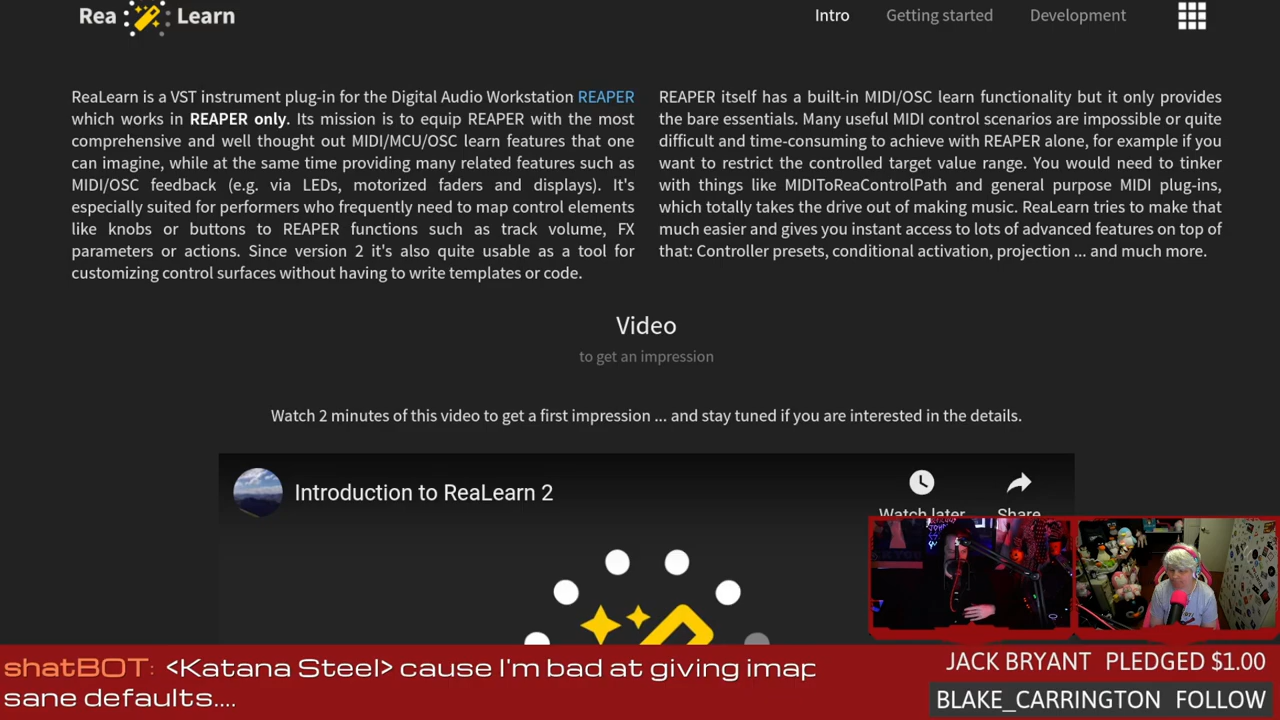 Rea Learn
Intro Getting started Development
ReaLearn is a VST instrument plug-in for the Digital Audio Workstation REAPER
which works in REAPER only. Its mission is to equip REAPER with the most
comprehensive and well thought out MIDI/MCU/OSC learn features that one
can imagine, while at the same time providing many related features such as
MIDI/OSC feedback (e.g. via LEDs, motorized faders and displays). It's
especially suited for performers who frequently need to map control elements
like knobs or buttons to REAPER functions such as track volume, FX
parameters or actions. Since version 2 it's also quite usable as a tool for
customizing control surfaces without having to write templates or code.
REAPER itself has a built-in MIDI/OSC learn functionality but it only provides
the bare essentials. Many useful MIDI control scenarios are impossible or quite
difficult and time-consuming to achieve with REAPER alone, for example if you
want to restrict the controlled target value range. You would need to tinker
with things like MIDIToReaControlPath and general purpose MIDI plug-ins,
which totally takes the drive out of making music. ReaLearn tries to make that
much easier and gives you instant access to lots of advanced features on top of
that: Controller presets, conditional activation, projection ... and much more.
Video
to get an impression
Watch 2 minutes of this video to get a first impression ... and stay tuned if you are interested in the details.
Introduction to ReaLearn 2
Watch later Share
shatBOT: <Katana Steel> cause I'm bad at giving imap
sane defaults....
JACK BRYANT PLEDGED $1.00
BLAKE_CARRINGTON FOLLOW